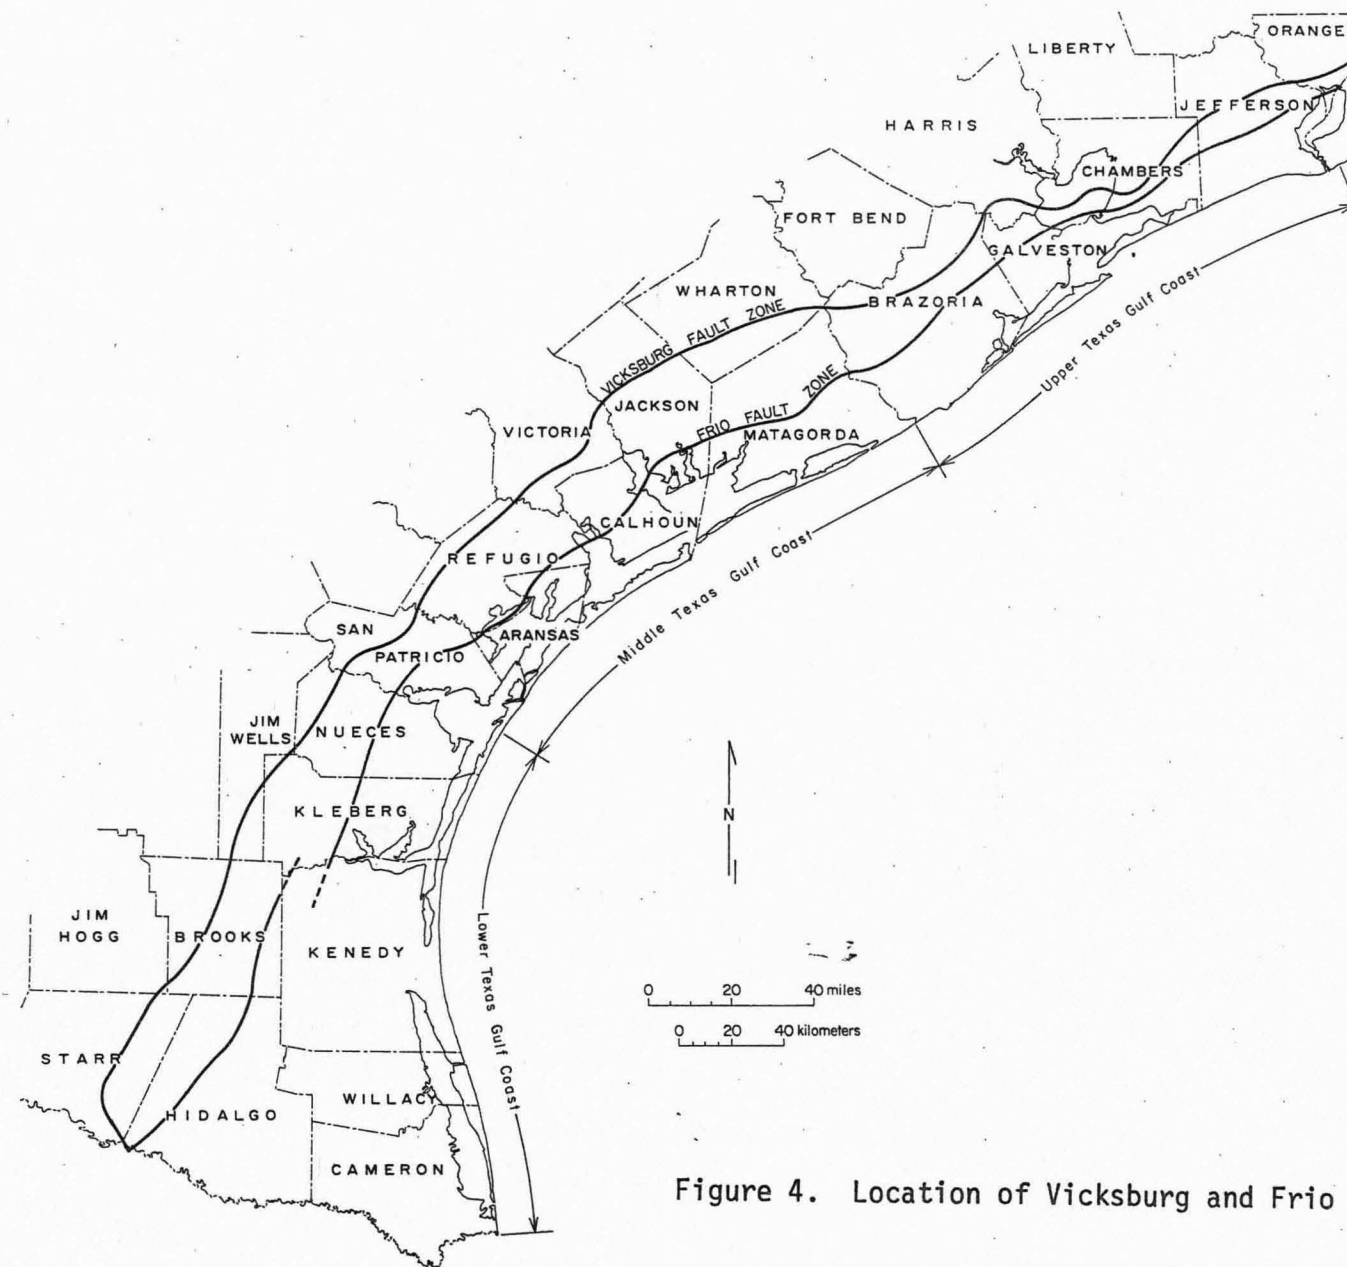 ORANGE
LIBERTY
JEFFERSON
HARRIS
CHAMBERS
FORT BEND
GALVESTON
WHARTON
BRAZORIA
VICKSBURG FAULT ZONE
Upper Texas Gulf Coast
JACKSON
FRIO FAULT ZONE
VICTORIA
MATAGORDA
CALHOUN
REFUGIO
Middle Texas Gulf Coast
SAN
PATRICIO
ARANSAS
JIM
WELLS
NUECES
KLEBERG
N
JIM
HOGG
BROOKS
KENEDY
Lower Texas Gulf Coast
0 20 40 miles
0 20 40 kilometers
STARR
HIDALGO
WILLACY
CAMERON
Figure 4. Location of Vicksburg and Frio